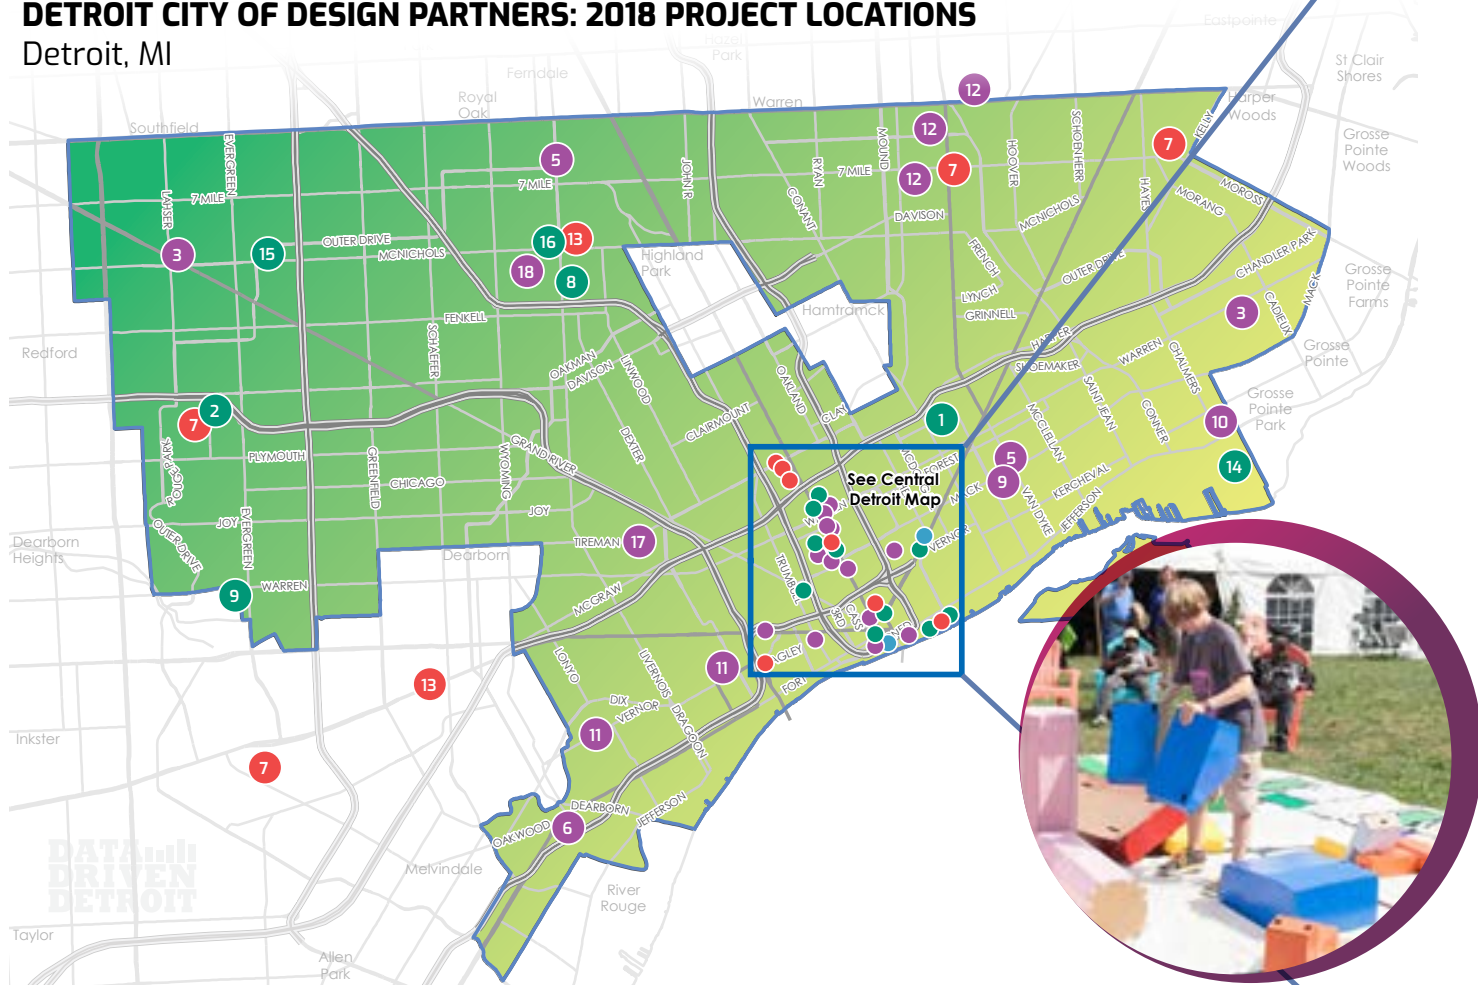 DETROIT CITY OF DESIGN PARTNERS: 2018 PROJECT LOCATIONS
Detroit, MI
Eastpointe
Hazel
Park
Ferndale
St Clair
Shores
Royal
Oak
Warren
Harper
Woods
Southfield
Grosse
Pointe
Woods
12
12
12
7
7
KELLY
EVERGREEN
5
7 MILE
JOHN R
RYAN
MOUND
7 MILE
HOOVER
SCHOENHERR
HAYES
MOROSS
MORANG
LAHSER
7 MILE
CONANT
DAVISON
MCNICHOLS
3
15
OUTER DRIVE
MCNICHOLS
16
13
18
8
Highland
Park
FRENCH
OUTER DRIVE
CHANDLER PARK
MACK
Grosse
Pointe
Farms
LYNCH
GRINNELL
Hamtramck
3
CADIEUX
FENKELL
SCHAEFER
HARPER
SHOEMAKER
WARREN
CHALMERS
Grosse
Pointe
Redford
OAKMAN
DAVISON
LINWOOD
OAKLAND
CLAY
SAINT JEAN
CONNER
Grosse
Pointe
Park
2
7
CLAIRMOUNT
1
MCCLELLAN
10
ROUGE PARK
PLYMOUTH
GREENFIELD
WYOMING
GRAND RIVER
DEXTER
FOREST
5
9
14
CHICAGO
See Central
Detroit Map
MACK
KERCHEVAL
VAN DYKE
JEFFERSON
JOY
JOY
EVERGREEN
OUTER DRIVE
Dearborn
Heights
Dearborn
TIREMAN
17
VERNOR
TRUMBULL
9
WARREN
MCGRAW
3RD
CASS
LONYO
LIVERNOIS
11
FORT
13
DIX
VERNOR
DRAGOON
11
Inkster
7
DEARBORN
JEFFERSON
OAKWOOD
6
DATA
DRIVEN
DETROIT
Melvindale
River
Rouge
Taylor
Allen
Park